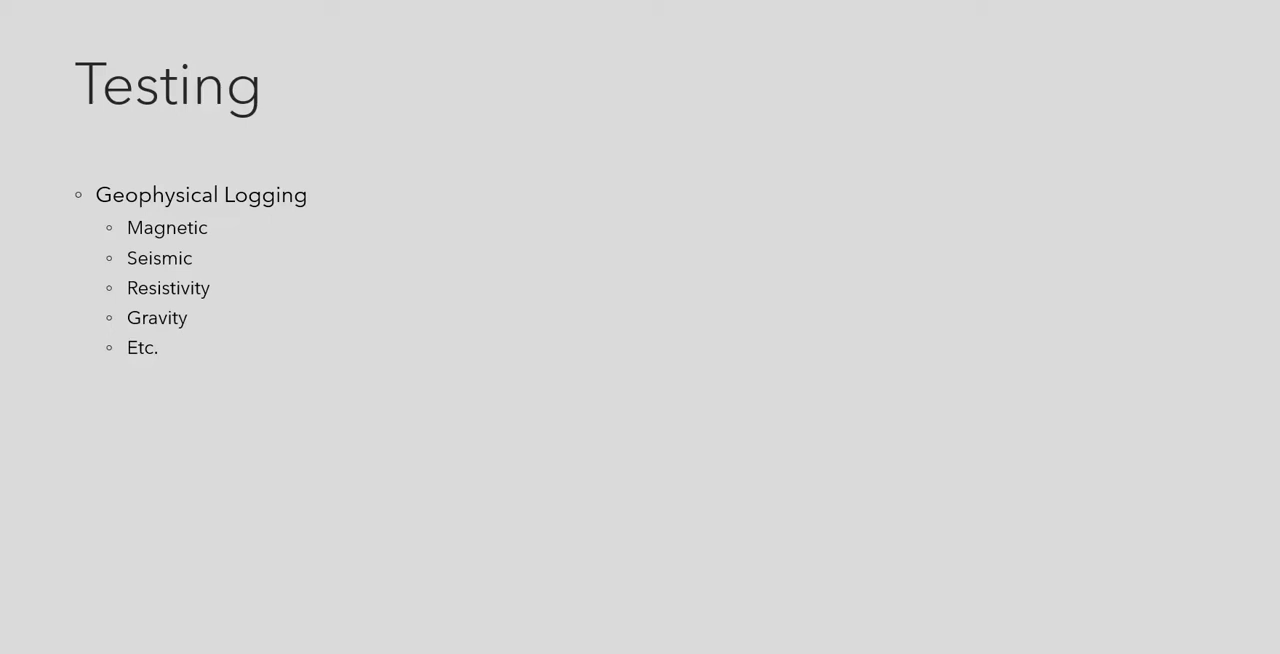 Testing
◦ Geophysical Logging
◦ Magnetic
◦ Seismic
◦ Resistivity
◦ Gravity
◦ Etc.